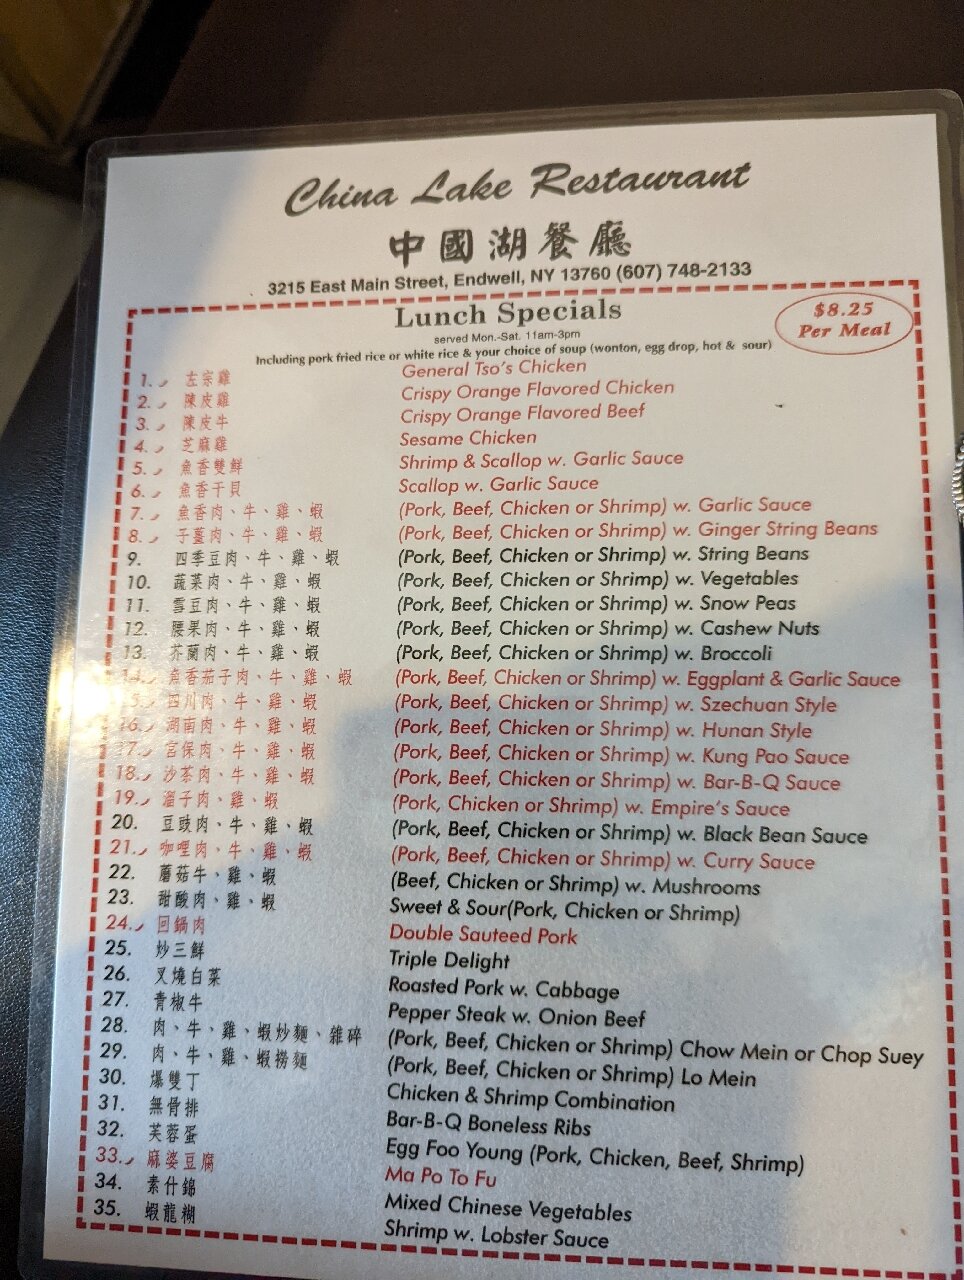 China Lake Restaurant
中國湖餐廳
3215 East Main Street, Endwell, NY 13760 (607) 748-2133
Lunch Specials
$8.25
Per Meal
served Mon.-Sat. 11am-3pm
Including pork fried rice or white rice & your choice of soup (wonton, egg drop, hot & sour)
1. 左宗雞 General Tso's Chicken
2. 陳皮雞 Crispy Orange Flavored Chicken
3. 陳皮牛 Crispy Orange Flavored Beef
4. 芝麻雞 Sesame Chicken
5. 魚香雙鮮 Shrimp & Scallop w. Garlic Sauce
6. 魚香干貝 Scallop w. Garlic Sauce
7. 魚香肉、牛、雞、蝦 (Pork, Beef, Chicken or Shrimp) w. Garlic Sauce
8. 子薑肉、牛、雞、蝦 (Pork, Beef, Chicken or Shrimp) w. Ginger String Beans
9. 四季豆肉、牛、雞、蝦 (Pork, Beef, Chicken or Shrimp) w. String Beans
10. 蔬菜肉、牛、雞、蝦 (Pork, Beef, Chicken or Shrimp) w. Vegetables
11. 雪豆肉、牛、雞、蝦 (Pork, Beef, Chicken or Shrimp) w. Snow Peas
12. 腰果肉、牛、雞、蝦 (Pork, Beef, Chicken or Shrimp) w. Cashew Nuts
13. 芥蘭肉、牛、雞、蝦 (Pork, Beef, Chicken or Shrimp) w. Broccoli
14. 魚香茄子肉、牛、雞、蝦 (Pork, Beef, Chicken or Shrimp) w. Eggplant & Garlic Sauce
15. 四川肉、牛、雞、蝦 (Pork, Beef, Chicken or Shrimp) w. Szechuan Style
16. 湖南肉、牛、雞、蝦 (Pork, Beef, Chicken or Shrimp) w. Hunan Style
17. 宮保肉、牛、雞、蝦 (Pork, Beef, Chicken or Shrimp) w. Kung Pao Sauce
18. 沙茶肉、牛、雞、蝦 (Pork, Beef, Chicken or Shrimp) w. Bar-B-Q Sauce
19. 溜子肉、雞、蝦 (Pork, Chicken or Shrimp) w. Empire's Sauce
20. 豆豉肉、牛、雞、蝦 (Pork, Beef, Chicken or Shrimp) w. Black Bean Sauce
21. 咖哩肉、牛、雞、蝦 (Pork, Beef, Chicken or Shrimp) w. Curry Sauce
22. 蘑菇牛、雞、蝦 (Beef, Chicken or Shrimp) w. Mushrooms
23. 甜酸肉、雞、蝦 Sweet & Sour(Pork, Chicken or Shrimp)
24. 回鍋肉 Double Sauteed Pork
25. 炒三鮮 Triple Delight
26. 叉燒白菜 Roasted Pork w. Cabbage
27. 青椒牛 Pepper Steak w. Onion Beef
28. 肉、牛、雞、蝦炒麵、雜碎 (Pork, Beef, Chicken or Shrimp) Chow Mein or Chop Suey
29. 肉、牛、雞、蝦撈麵 (Pork, Beef, Chicken or Shrimp) Lo Mein
30. 爆雙丁 Chicken & Shrimp Combination
31. 無骨排 Bar-B-Q Boneless Ribs
32. 芙蓉蛋 Egg Foo Young (Pork, Chicken, Beef, Shrimp)
33. 麻婆豆腐 Ma Po To Fu
34. 素什錦 Mixed Chinese Vegetables
35. 蝦龍糊 Shrimp w. Lobster Sauce